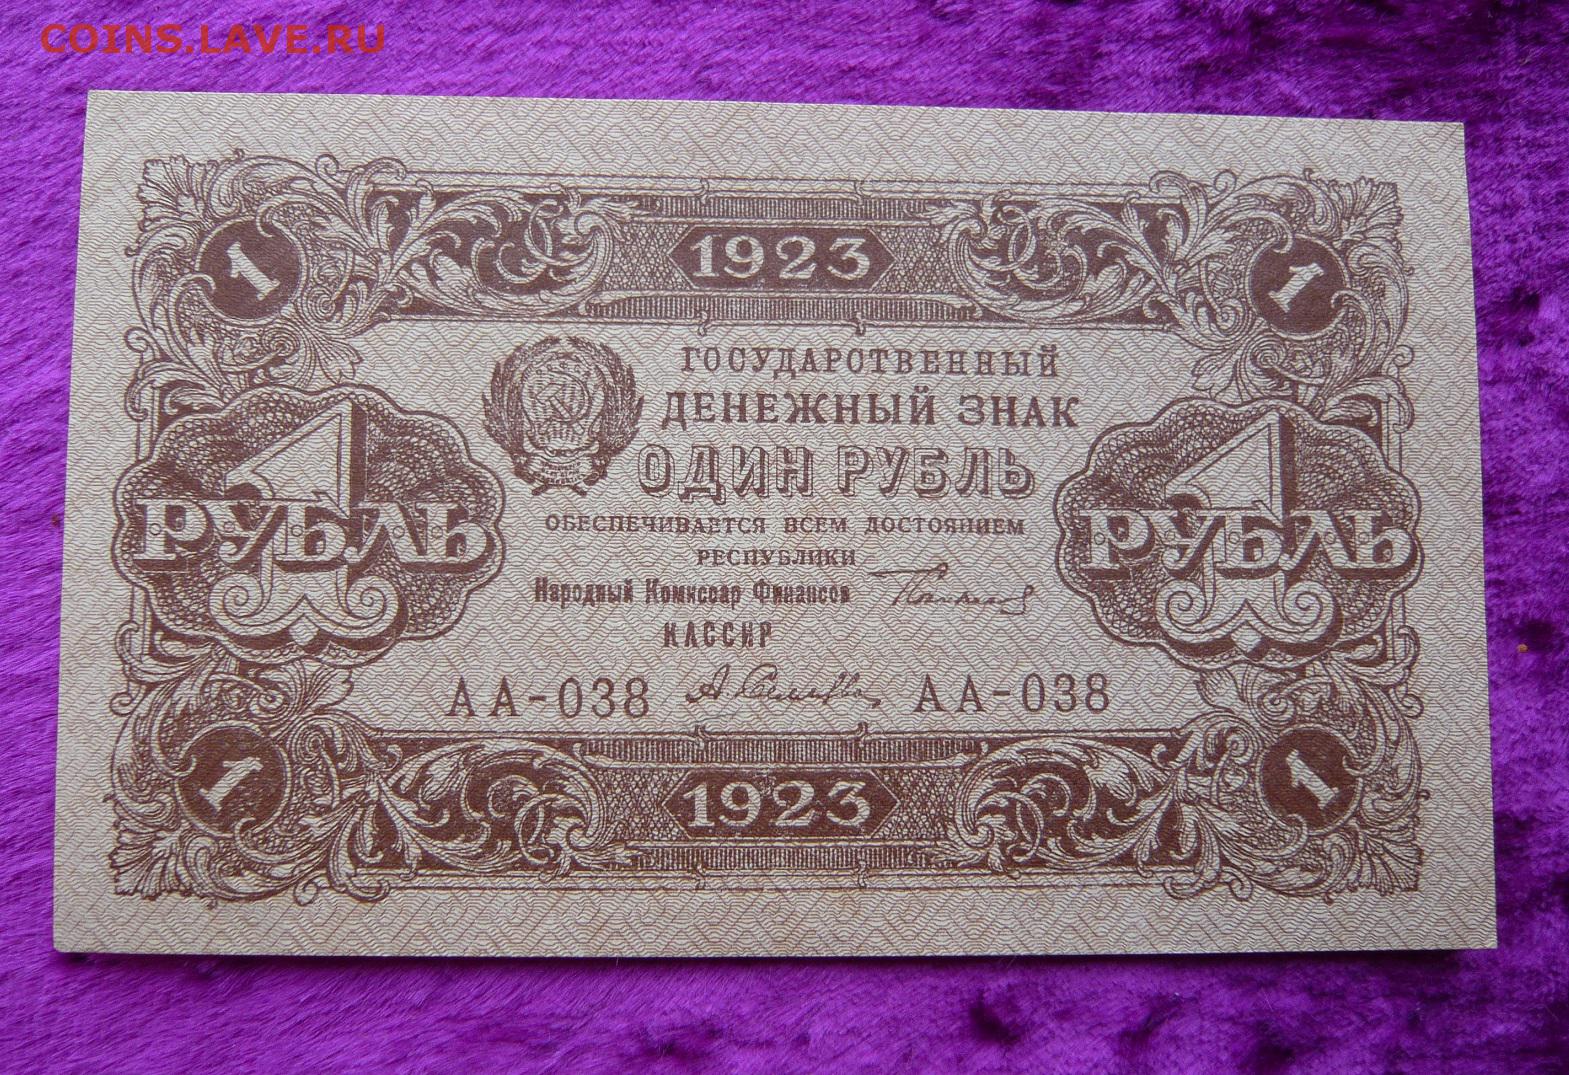 COINS.LAVE.RU
1 1923 1
ГОСУДАРСТВЕННЫЙ
ДЕНЕЖНЫЙ ЗНАК
ОДИН РУБЛЬ
1 РУБЛЬ
1 РУБЛЬ
ОБЕСПЕЧИВАЕТСЯ ВСЕМ ДОСТОЯНИЕМ
РЕСПУБЛИКИ
Народный Комиссар Финансов
КАССИР
АА-038 АА-038
1 1923 1